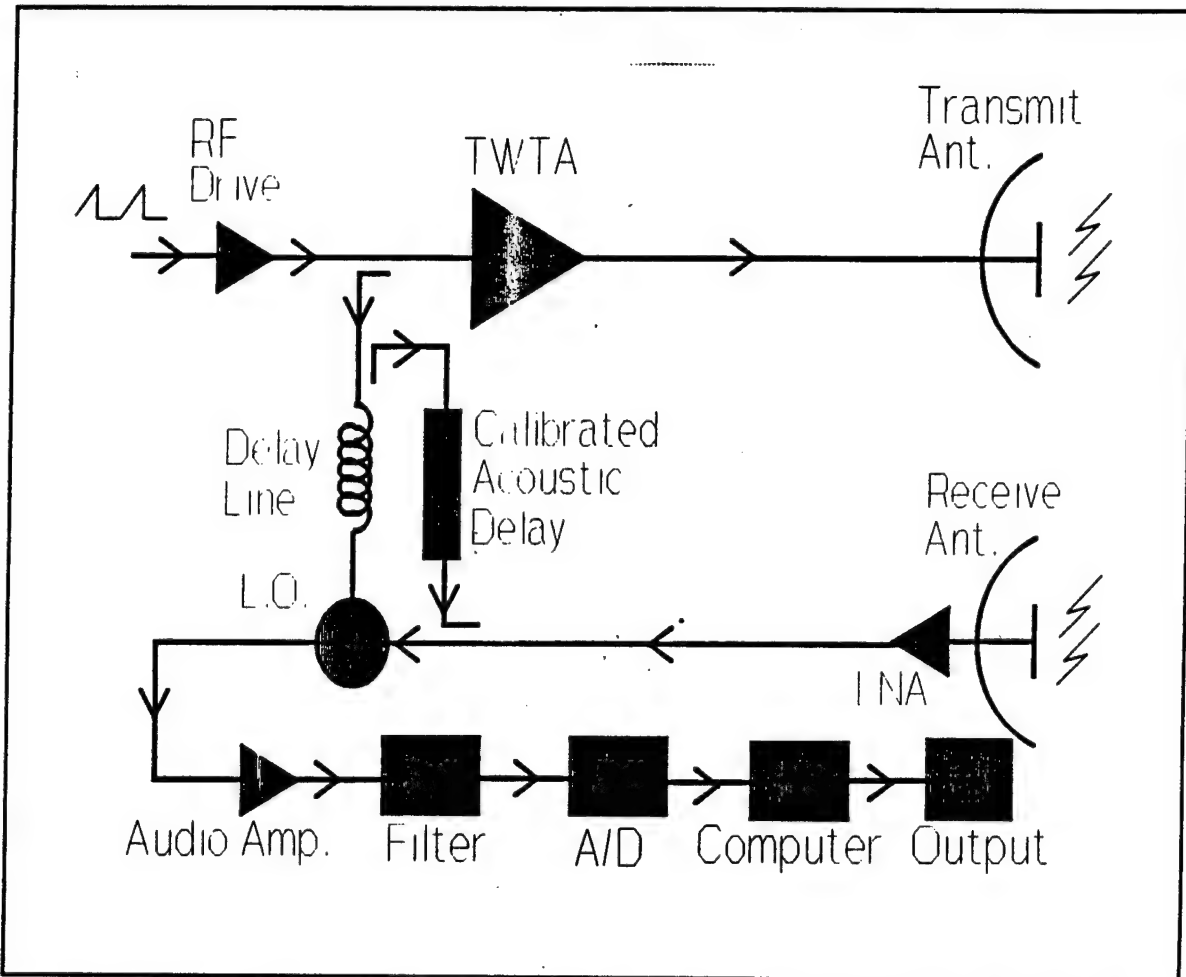 RF
Drive
TWTA
Transmit
Ant.
Delay
Line
Calibrated
Acoustic
Delay
L.O.
Receive
Ant.
LNA
Audio Amp.
Filter
A/D
Computer
Output